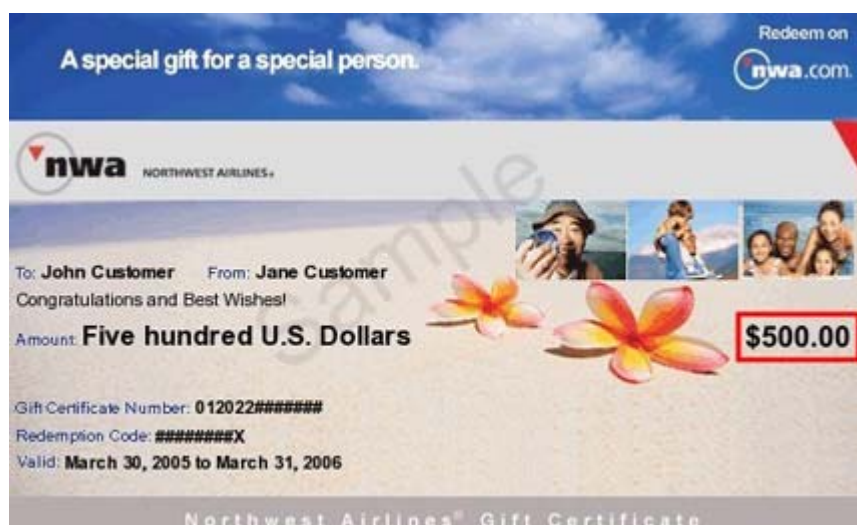 Redeem on
A special gift for a special person.
nwa.com.
nwa NORTHWEST AIRLINES®
Sample
To: John Customer From: Jane Customer
Congratulations and Best Wishes!
Amount: Five hundred U.S. Dollars $500.00
Gift Certificate Number: 012022#######
Redemption Code: ########X
Valid: March 30, 2005 to March 31, 2006
Northwest Airlines® Gift Certificate